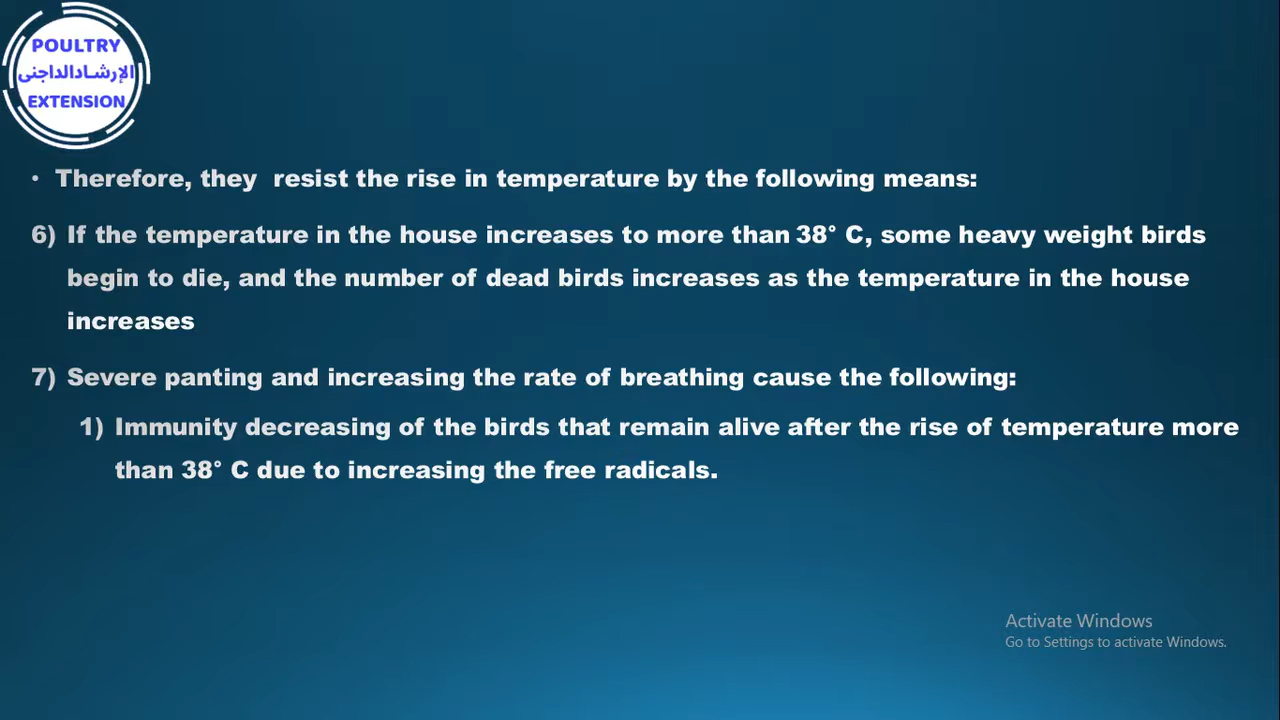 POULTRY
الإرشادالداجنى
EXTENSION
• Therefore, they resist the rise in temperature by the following means:
6) If the temperature in the house increases to more than 38° C, some heavy weight birds
begin to die, and the number of dead birds increases as the temperature in the house
increases
7) Severe panting and increasing the rate of breathing cause the following:
1) Immunity decreasing of the birds that remain alive after the rise of temperature more
than 38° C due to increasing the free radicals.
Activate Windows
Go to Settings to activate Windows.